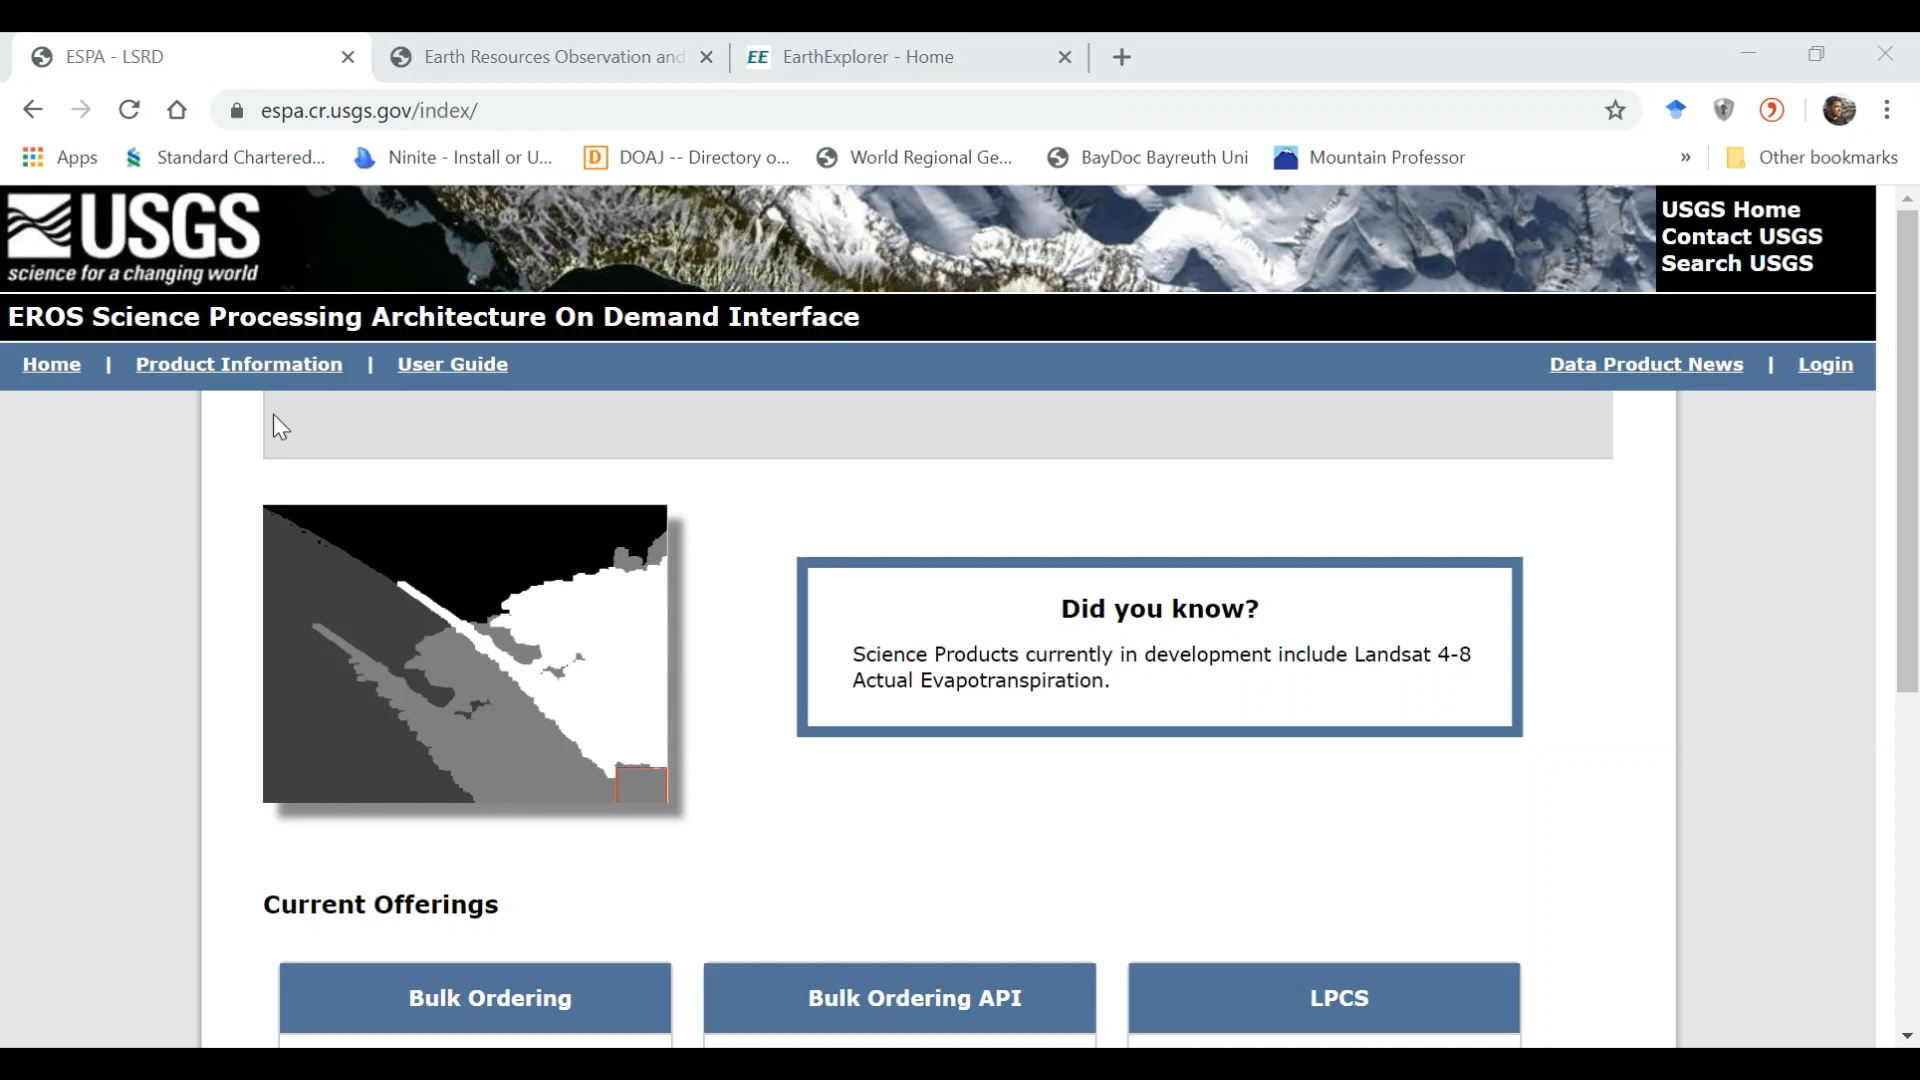 ESPA - LSRD
Earth Resources Observation and
EE EarthExplorer - Home
espa.cr.usgs.gov/index/
Apps Standard Chartered... Ninite - Install or U... DOAJ -- Directory o... World Regional Ge... BayDoc Bayreuth Uni Mountain Professor » Other bookmarks
USGS
science for a changing world
USGS Home
Contact USGS
Search USGS
EROS Science Processing Architecture On Demand Interface
Home | Product Information | User Guide Data Product News | Login
Did you know?
Science Products currently in development include Landsat 4-8
Actual Evapotranspiration.
Current Offerings
Bulk Ordering Bulk Ordering API LPCS